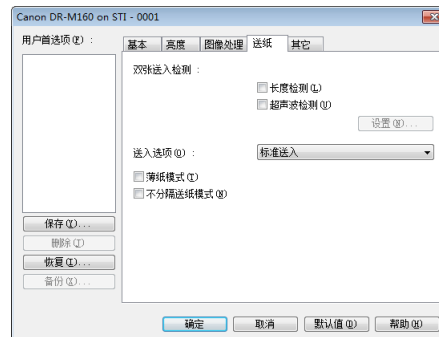 Canon DR-M160 on STI - 0001
用户首选项(P) :
基本 亮度 图像处理 送纸 其它
双张送入检测 :
长度检测(L)
超声波检测(U)
设置(N)...
送入选项(O) : 标准送入
薄纸模式(T)
不分隔送纸模式(W)
保存(Y)...
删除(J)
恢复(E)...
备份(X)...
确定 取消 默认值(D) 帮助(H)